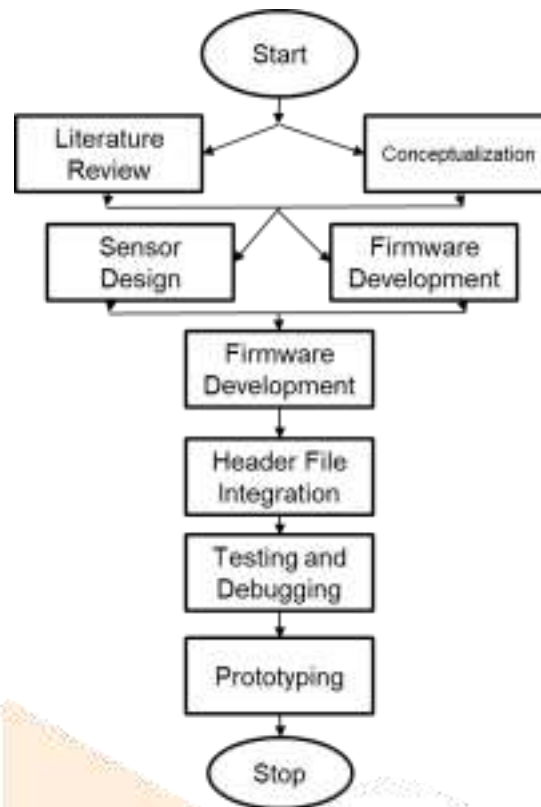 Start
Literature
Review
Conceptualization
Sensor
Design
Firmware
Development
Firmware
Development
Header File
Integration
Testing and
Debugging
Prototyping
Stop